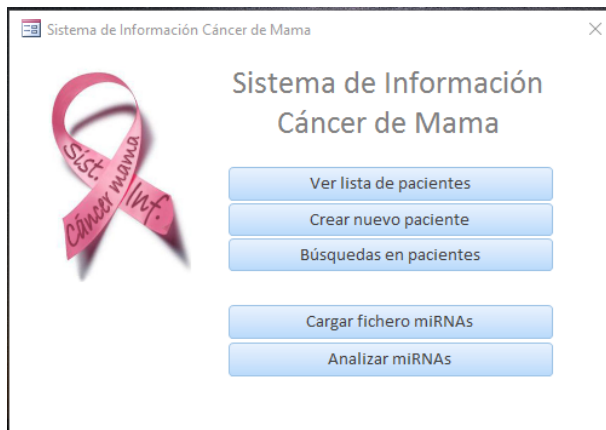 Sistema de Información Cáncer de Mama
Sistema de Información
Cáncer de Mama
Sist.
Inf.
Cáncer mama
Ver lista de pacientes
Crear nuevo paciente
Búsquedas en pacientes
Cargar fichero miRNAs
Analizar miRNAs